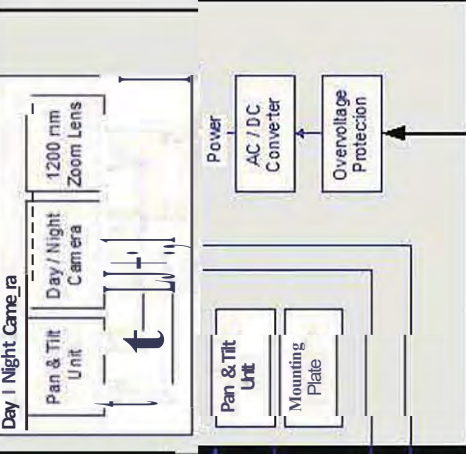 Day I Night Came_ra
Pan & Tilt
Unit
Day / Night
Camera
1200 nm
Zoom Lens
t
Power
AC / DC
Converter
Overvoltage
Protecion
Pan & Tilt
Unit
Mounting
Plate